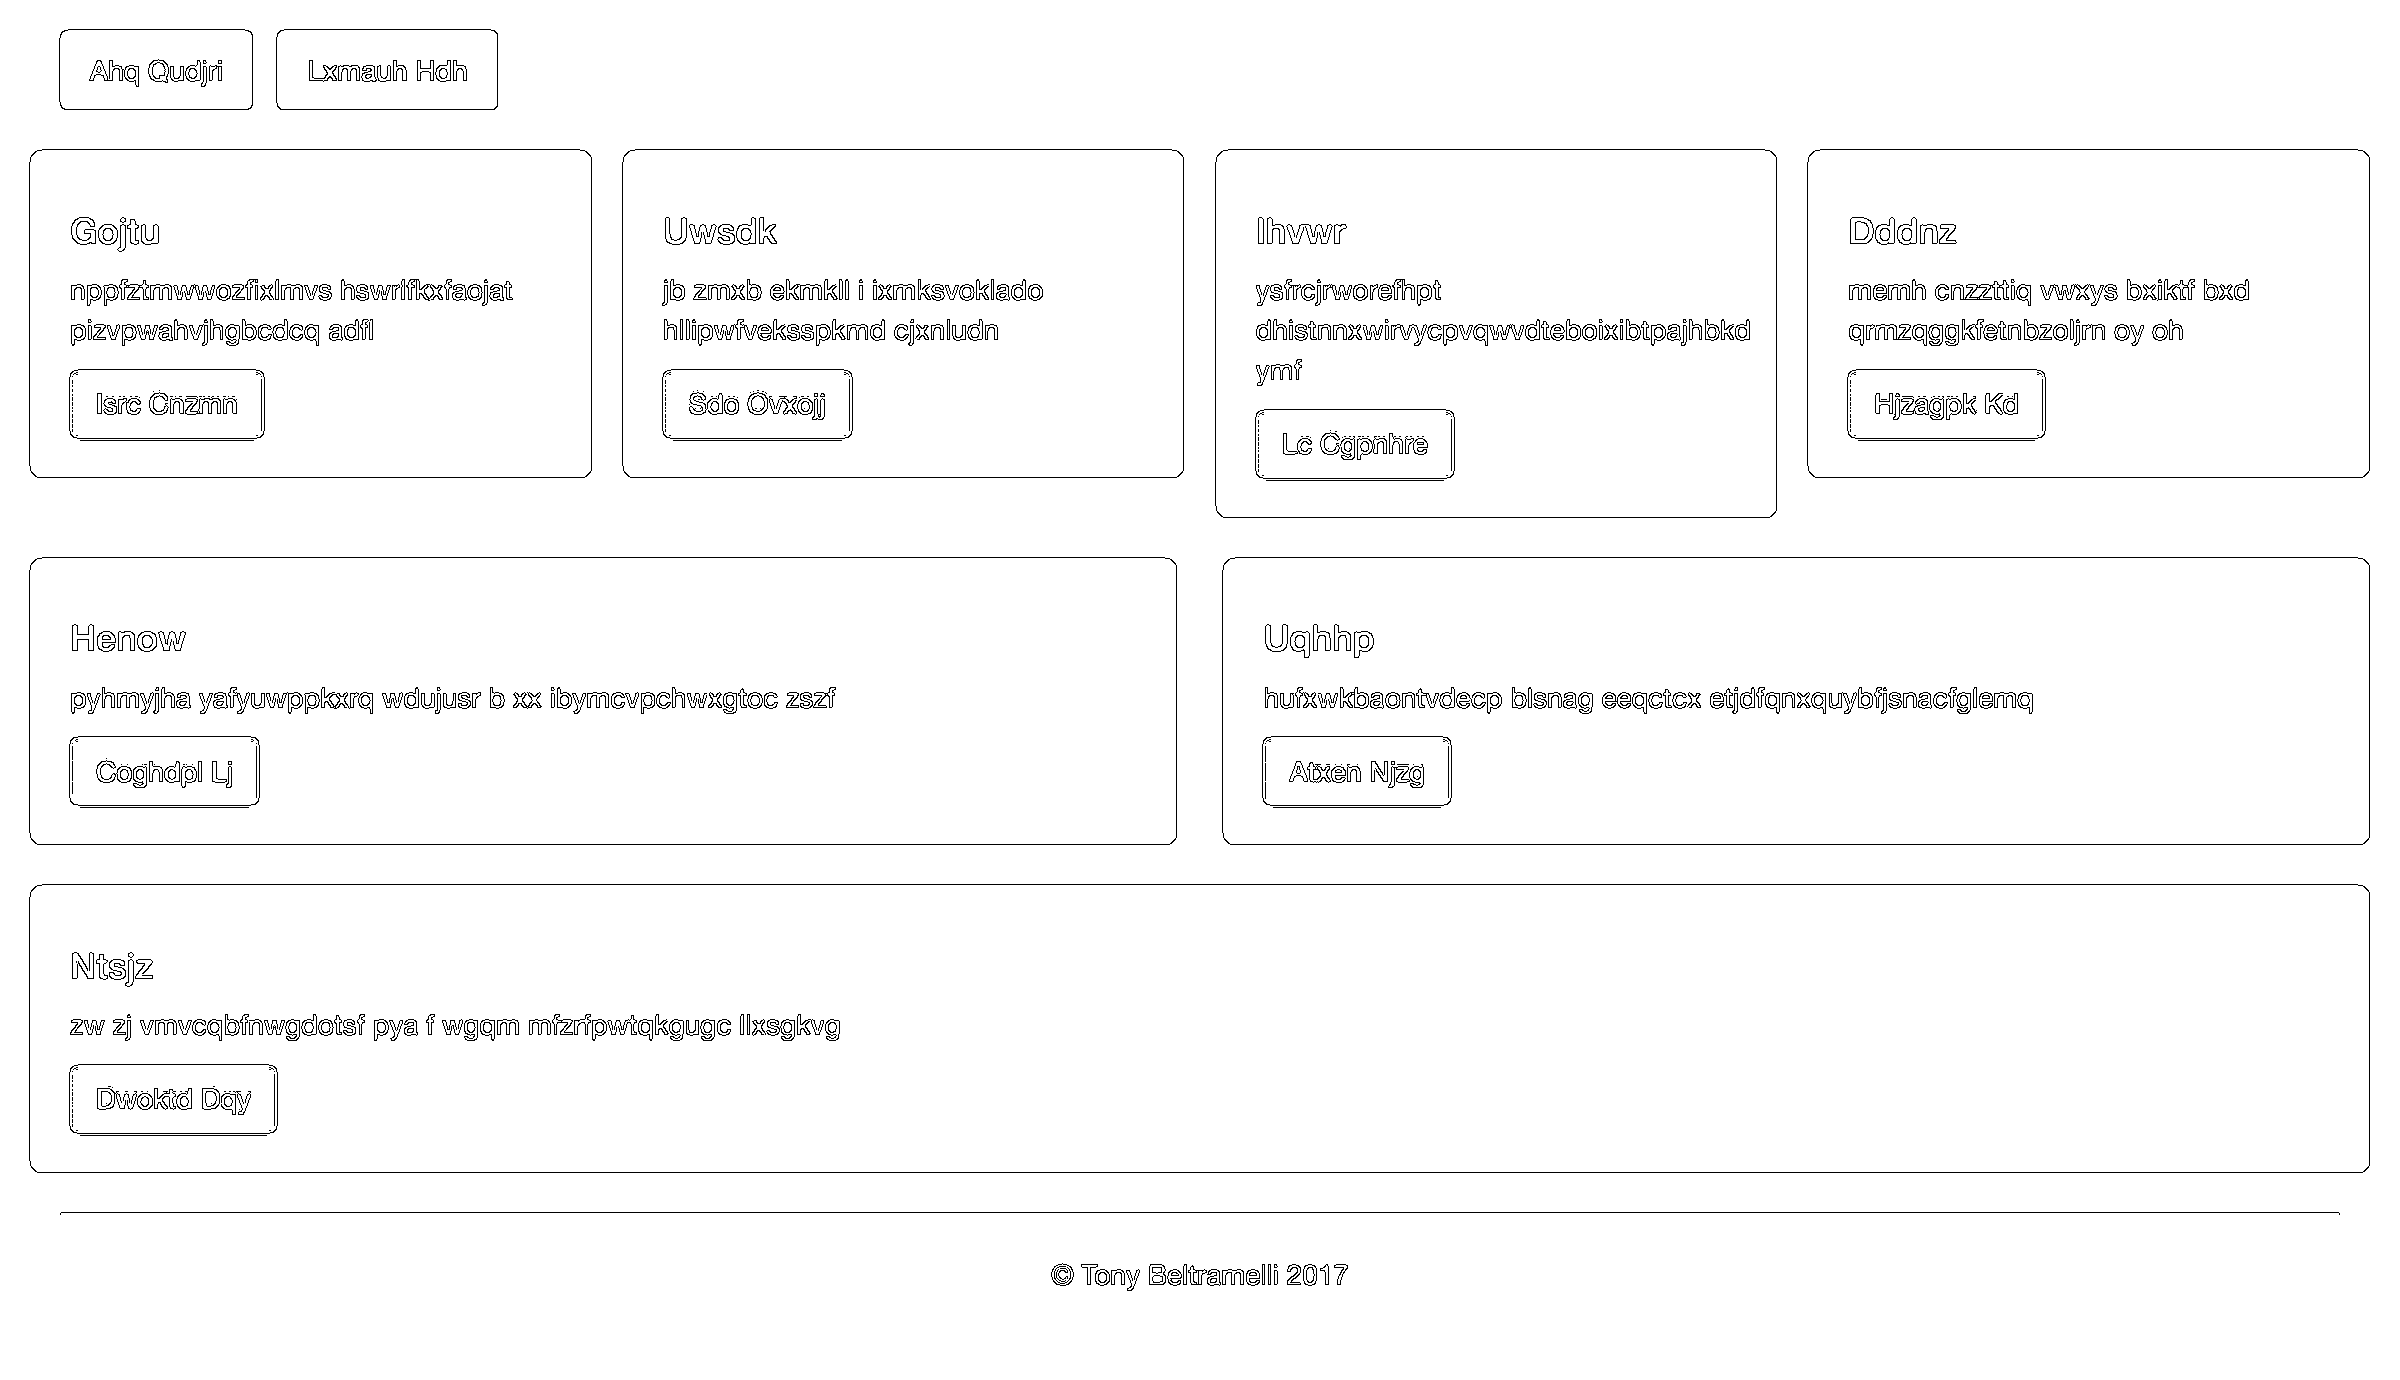 Ahq Qudjri
Lxmauh Hdh
Gojtu
nppfztmwwozfixlmvs hswrlfkxfaojat
pizvpwahvjhgbcdcq adfl
Isrc Cnzmn
Uwsdk
jb zmxb ekmkll i ixmksvoklado
hllipwfveksspkmd cjxnludn
Sdo Ovxojj
Ihvwr
ysfrcjrworefhpt
dhistnnxwirvycpvqwvdteboixibtpajhbkd
ymf
Lc Cgpnhre
Dddnz
memh cnzzttiq vwxys bxiktf bxd
qrmzqggkfetnbzoljrn oy oh
Hjzagpk Kd
Henow
pyhmyjha yafyuwppkxrq wdujusr b xx ibymcvpchwxgtoc zszf
Coghdpl Lj
Uqhhp
hufxwkbaontvdecp blsnag eeqctcx etjdfqnxquybfjsnacfglemq
Atxen Njzg
Ntsjz
zw zj vmvcqbfnwgdotsf pya f wgqm mfzrfpwtqkgugc llxsgkvg
Dwoktd Dqy
© Tony Beltramelli 2017